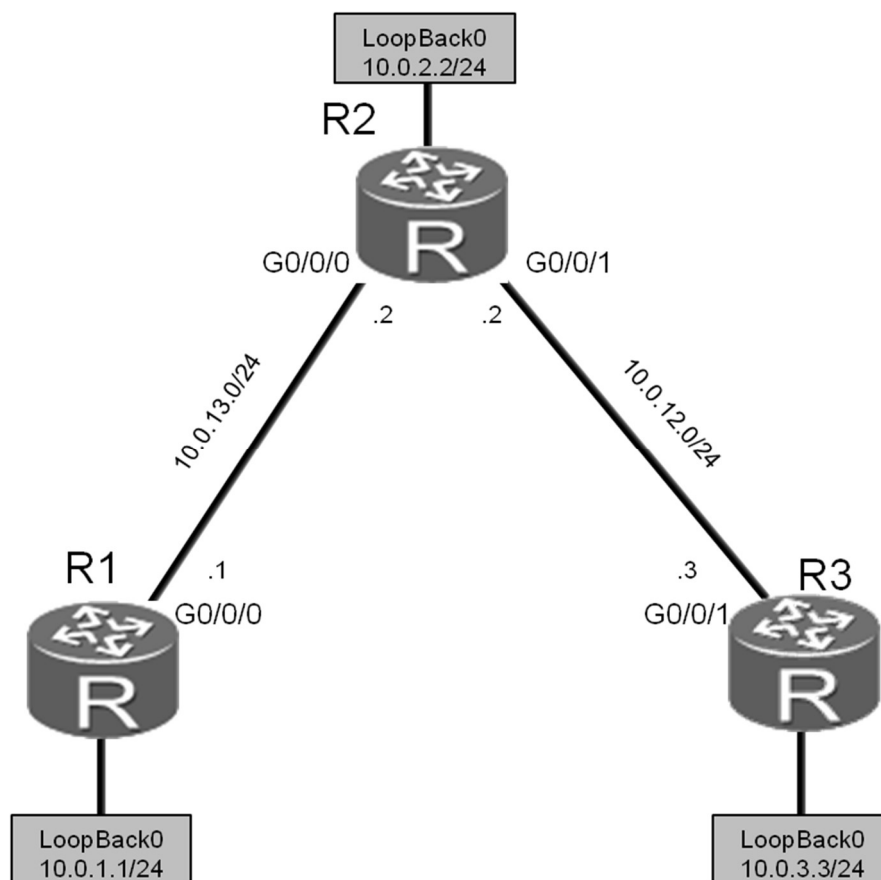 LoopBack0
10.0.2.2/24
R2
R
G0/0/0
G0/0/1
.2
.2
10.0.13.0/24
10.0.12.0/24
R1
.1
.3
R3
G0/0/0
G0/0/1
R
R
LoopBack0
10.0.1.1/24
LoopBack0
10.0.3.3/24